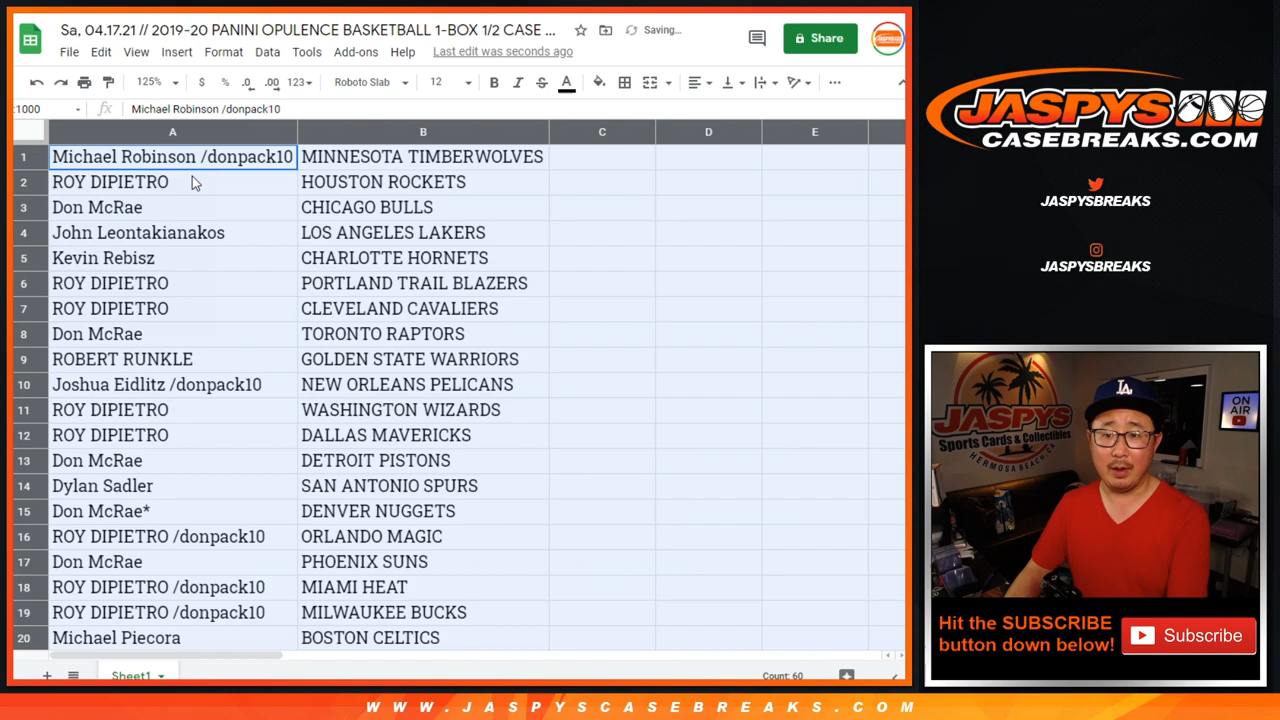 Sa, 04.17.21 // 2019-20 PANINI OPULENCE BASKETBALL 1-BOX 1/2 CASE ...
Saving...
File Edit View Insert Format Data Tools Add-ons Help Last edit was seconds ago
Share
125% $ % .0 .00 123 Roboto Slab 12 B I S A
:1000 fx Michael Robinson /donpack10
A B C D E
1 Michael Robinson /donpack10 MINNESOTA TIMBERWOLVES
2 ROY DIPIETRO HOUSTON ROCKETS
3 Don McRae CHICAGO BULLS
4 John Leontakianakos LOS ANGELES LAKERS
5 Kevin Rebisz CHARLOTTE HORNETS
6 ROY DIPIETRO PORTLAND TRAIL BLAZERS
7 ROY DIPIETRO CLEVELAND CAVALIERS
8 Don McRae TORONTO RAPTORS
9 ROBERT RUNKLE GOLDEN STATE WARRIORS
10 Joshua Eidlitz /donpack10 NEW ORLEANS PELICANS
11 ROY DIPIETRO WASHINGTON WIZARDS
12 ROY DIPIETRO DALLAS MAVERICKS
13 Don McRae DETROIT PISTONS
14 Dylan Sadler SAN ANTONIO SPURS
15 Don McRae* DENVER NUGGETS
16 ROY DIPIETRO /donpack10 ORLANDO MAGIC
17 Don McRae PHOENIX SUNS
18 ROY DIPIETRO /donpack10 MIAMI HEAT
19 ROY DIPIETRO /donpack10 MILWAUKEE BUCKS
20 Michael Piecora BOSTON CELTICS
Sheet1
Count: 60
JASPYS
CASEBREAKS.COM
JASPYSBREAKS
JASPYSBREAKS
JASPYS
Sports Cards & Collectibles
HERMOSA BEACH, CA
LA
ON
AIR
Hit the SUBSCRIBE
button down below!
Subscribe
WWW.JASPYSCASEBREAKS.COM